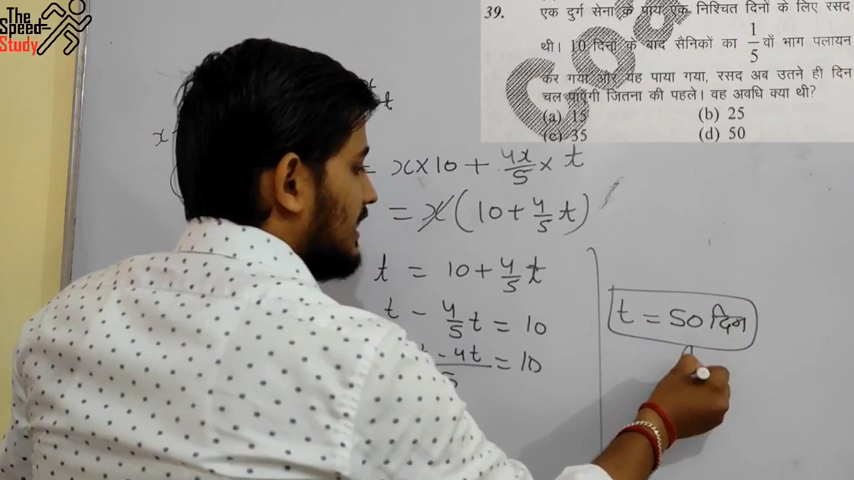 The
Speed
Study
39. एक दुर्ग सेना के पास एक निश्चित दिनों के लिए रसद
थी। 10 दिनों के बाद सैनिकों का 1/5 वाँ भाग पलायन
कर गया और यह पाया गया, रसद अब उतने ही दिन
चल पाएगी जितना की पहले। वह अवधि क्या थी?
(a) 15 (b) 25
(c) 35 (d) 50
t
x
= x×10 + 4x/5 × t
= x(10 + 4/5 t)
t = 10 + 4/5 t
t - 4/5 t = 10
- 4t / 5 = 10
t = 50 दिन